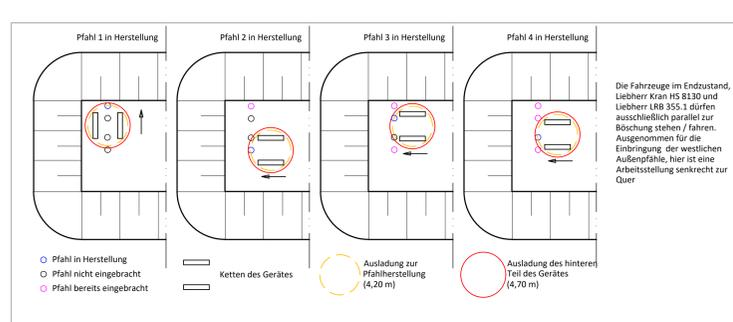 Pfahl 1 in Herstellung
Pfahl 2 in Herstellung
Pfahl 3 in Herstellung
Pfahl 4 in Herstellung
Die Fahrzeuge im Endzustand,
Liebherr Kran HS 8130 und
Liebherr LRB 355.1 dürfen
ausschließlich parallel zur
Böschung stehen / fahren.
Ausgenommen für die
Einbringung der westlichen
Außenpfähle, hier ist eine
Arbeitsstellung senkrecht zur
Quer
Pfahl in Herstellung
Pfahl nicht eingebracht
Pfahl bereits eingebracht
Ketten des Gerätes
Ausladung zur
Pfahlherstellung
(4,20 m)
Ausladung des hinteren
Teil des Gerätes
(4,70 m)